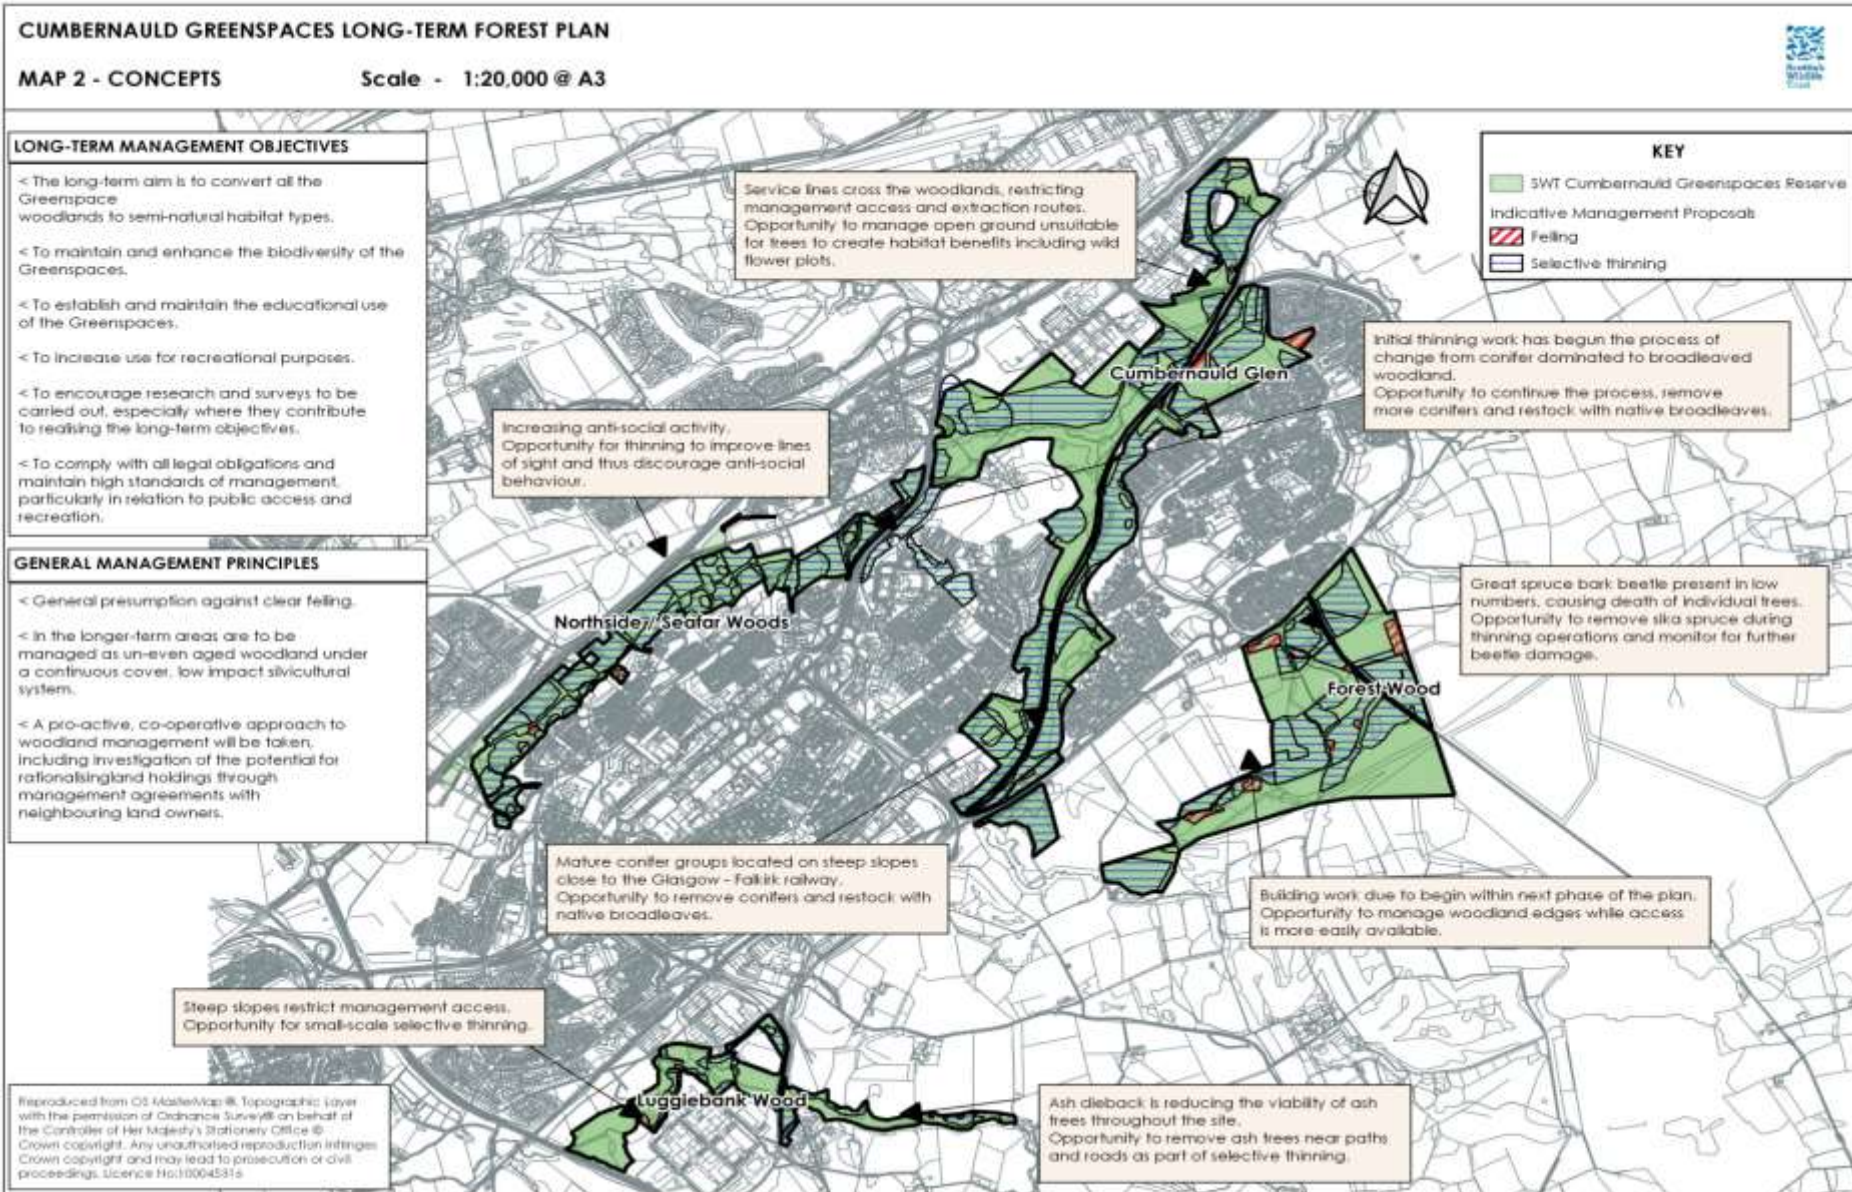 CUMBERNAULD GREENSPACES LONG-TERM FOREST PLAN
MAP 2 - CONCEPTS Scale - 1:20,000 @ A3
Scottish
Wildlife
Trust
LONG-TERM MANAGEMENT OBJECTIVES
< The long-term aim is to convert all the
Greenspace
woodlands to semi-natural habitat types.
< To maintain and enhance the biodiversity of the
Greenspaces.
< To establish and maintain the educational use
of the Greenspaces.
< To increase use for recreational purposes.
< To encourage research and surveys to be
carried out, especially where they contribute
to realising the long-term objectives.
< To comply with all legal obligations and
maintain high standards of management,
particularly in relation to public access and
recreation.
GENERAL MANAGEMENT PRINCIPLES
< General presumption against clear felling.
< In the longer-term areas are to be
managed as un-even aged woodland under
a continuous cover, low impact silvicultural
system.
< A pro-active, co-operative approach to
woodland management will be taken,
including investigation of the potential for
rationalisingland holdings through
management agreements with
neighbouring land owners.
Service lines cross the woodlands, restricting
management access and extraction routes.
Opportunity to manage open ground unsuitable
for trees to create habitat benefits including wild
flower plots.
KEY
SWT Cumbernauld Greenspaces Reserve
Indicative Management Proposals
Felling
Selective thinning
Initial thinning work has begun the process of
change from conifer dominated to broadleaved
woodland.
Opportunity to continue the process, remove
more conifers and restock with native broadleaves.
Cumbernauld Glen
Increasing anti-social activity.
Opportunity for thinning to improve lines
of sight and thus discourage anti-social
behaviour.
Northside / Seafar Woods
Great spruce bark beetle present in low
numbers, causing death of individual trees.
Opportunity to remove sika spruce during
thinning operations and monitor for further
beetle damage.
Forest Wood
Mature conifer groups located on steep slopes
close to the Glasgow - Falkirk railway.
Opportunity to remove conifers and restock with
native broadleaves.
Building work due to begin within next phase of the plan.
Opportunity to manage woodland edges while access
is more easily available.
Steep slopes restrict management access.
Opportunity for small-scale selective thinning.
Luggiebank Wood
Ash dieback is reducing the viability of ash
trees throughout the site.
Opportunity to remove ash trees near paths
and roads as part of selective thinning.
Reproduced from OS MasterMap ®, Topographic Layer
with the permission of Ordnance Survey® on behalf of
the Controller of Her Majesty's Stationery Office ©
Crown copyright. Any unauthorised reproduction infringes
Crown copyright and may lead to prosecution or civil
proceedings. Licence No:100045316